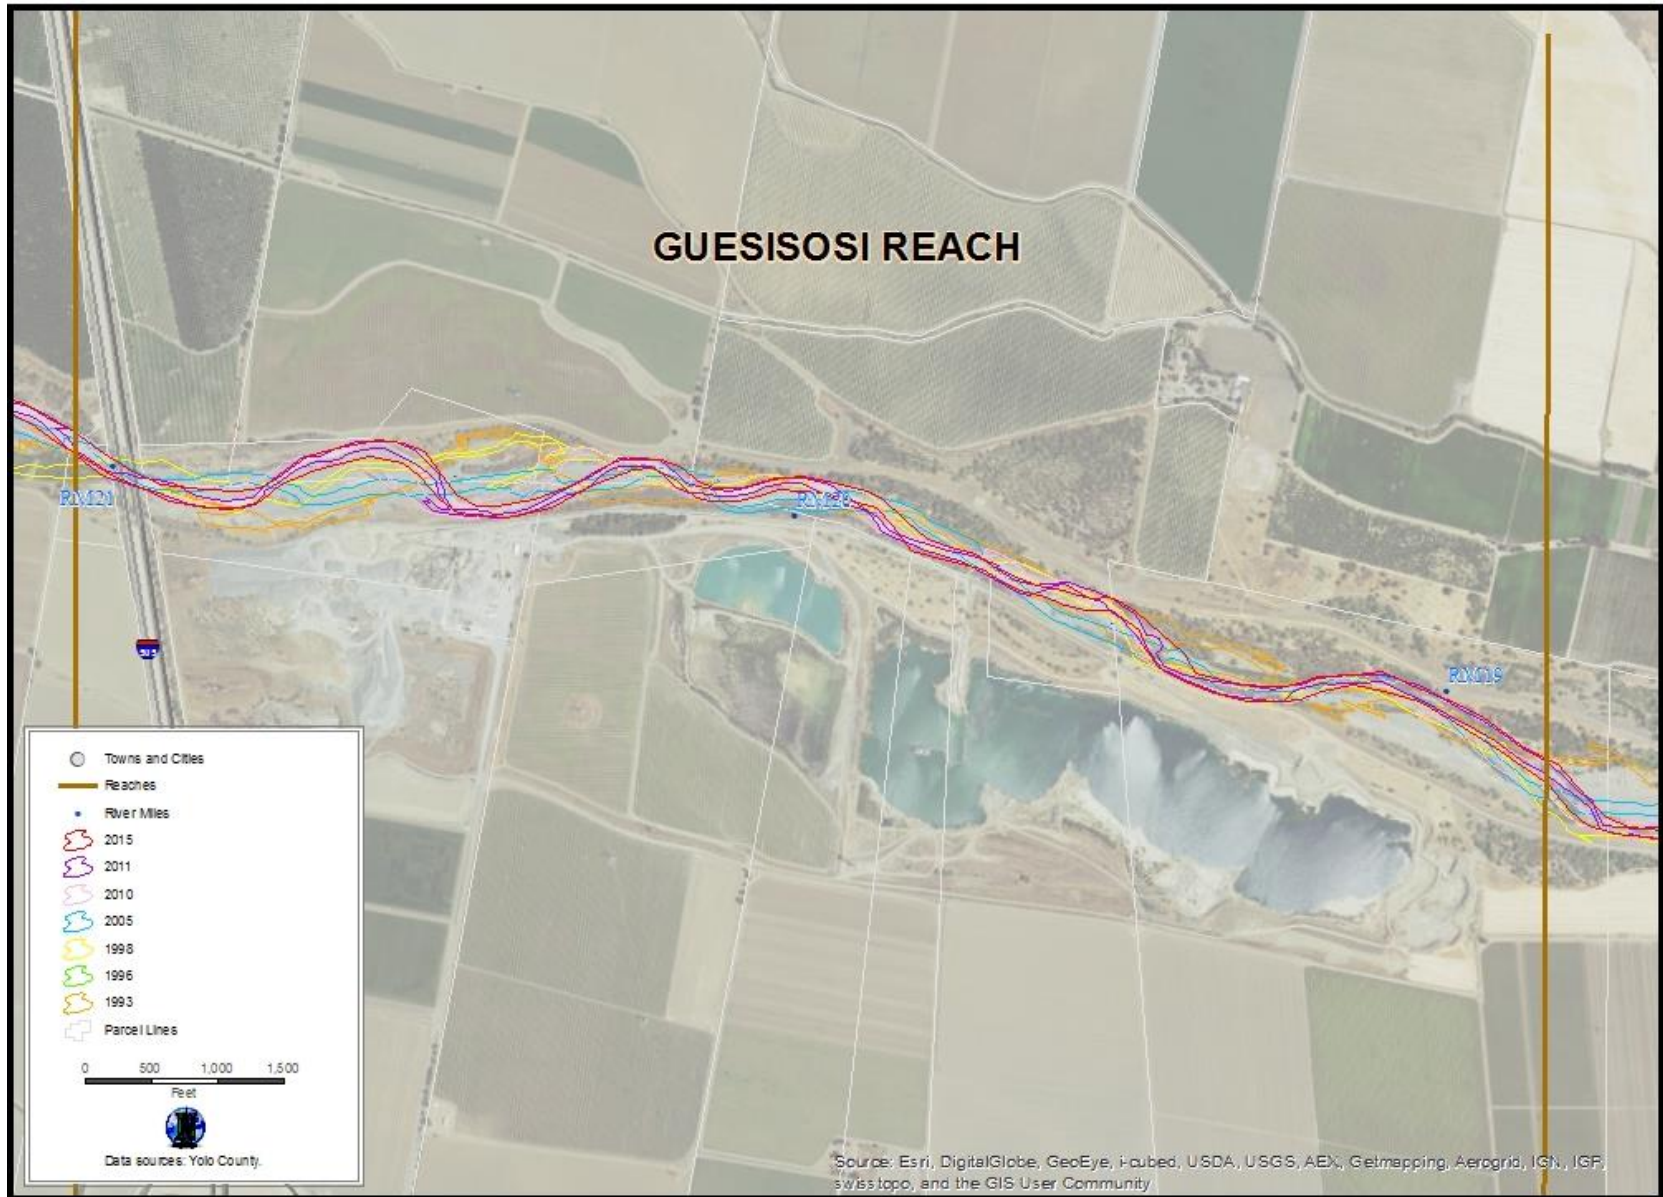 GUESISOSI REACH
RM21
RM20
RM19
505
Towns and Cities
Reaches
River Miles
2015
2011
2010
2005
1998
1996
1993
Parcel Lines
0 500 1,000 1,500
Feet
N
Data sources: Yolo County.
Source: Esri, DigitalGlobe, GeoEye, i-cubed, USDA, USGS, AEX, Getmapping, Aerogrid, IGN, IGP,
swisstopo, and the GIS User Community